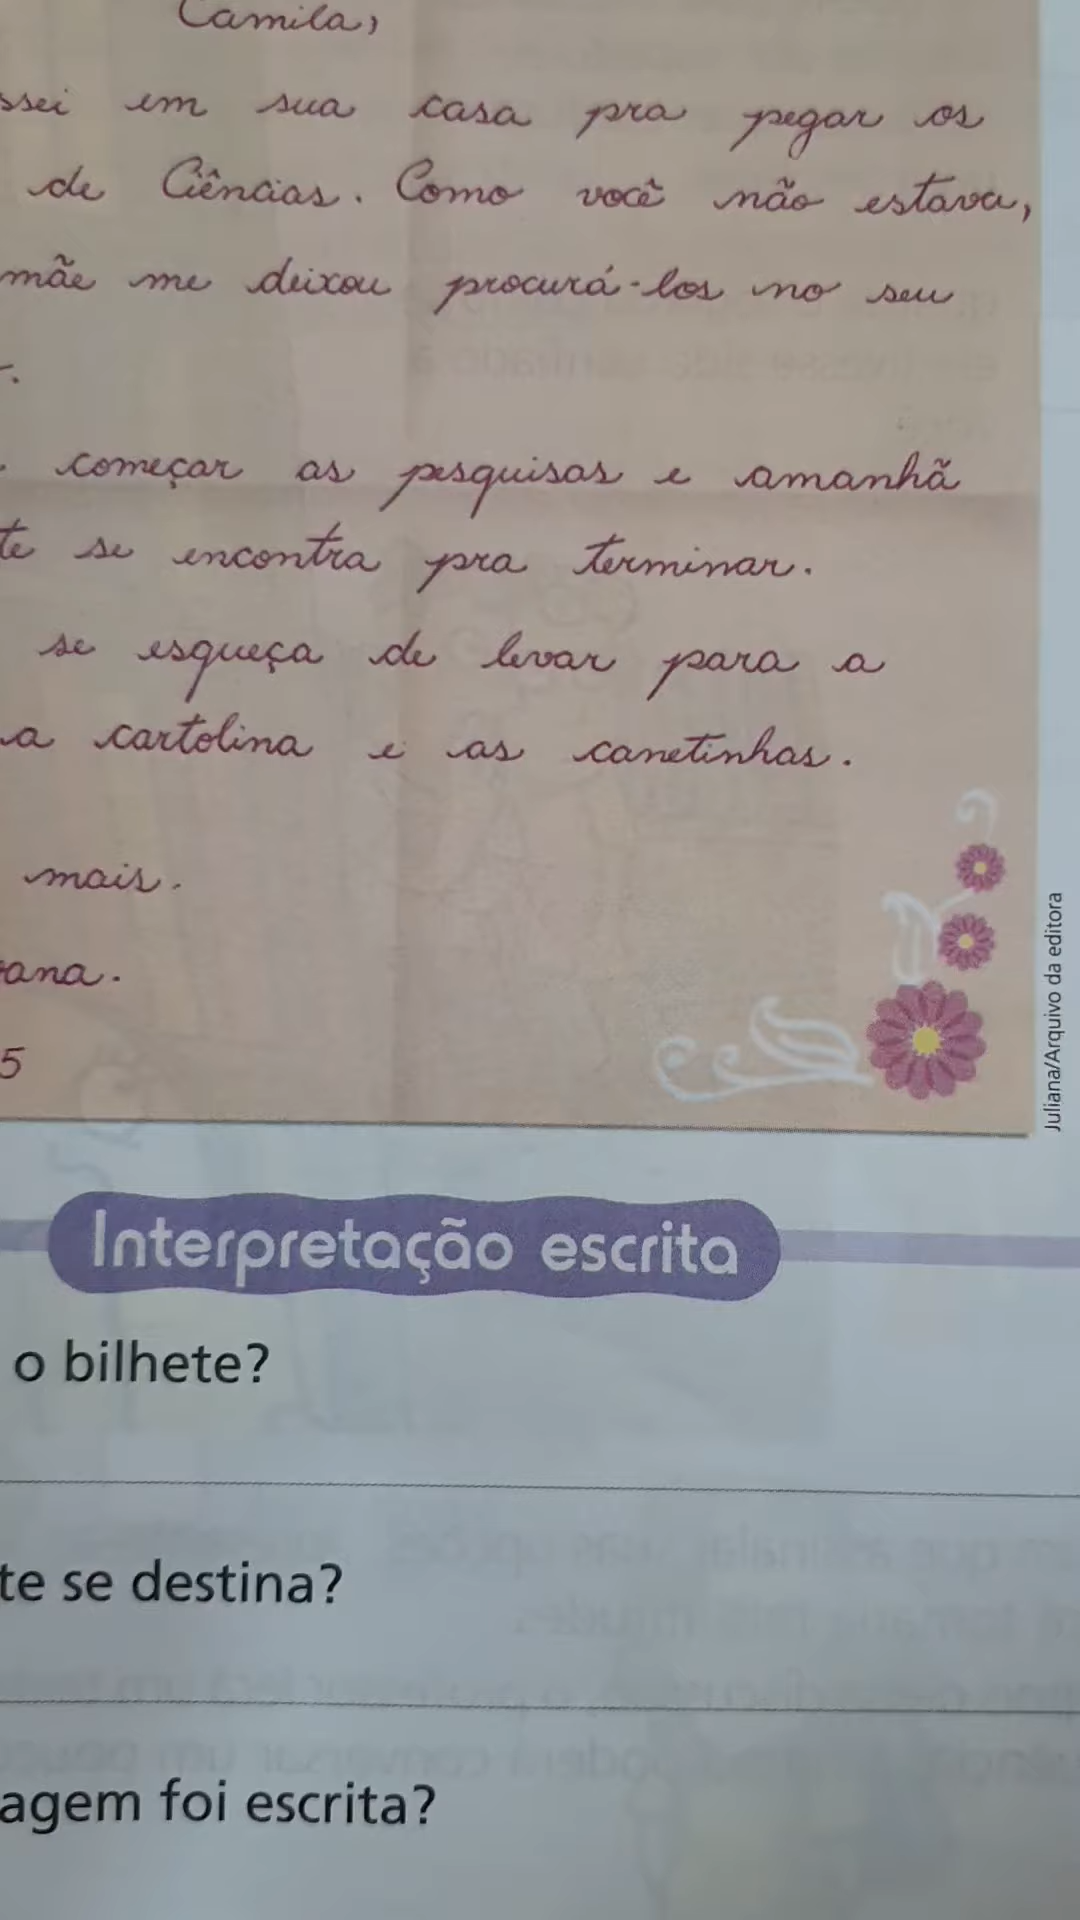 Camila,
ssei em sua casa pra pegar os
de Ciências. Como você não estava,
mãe me deixou procurá-los no seu
começar as pesquisas e amanhã
te se encontra pra terminar.
se esqueça de levar para a
a cartolina e as canetinhas.
mais.
ana.
5
Juliana/Arquivo da editora
Interpretação escrita
o bilhete?
te se destina?
agem foi escrita?